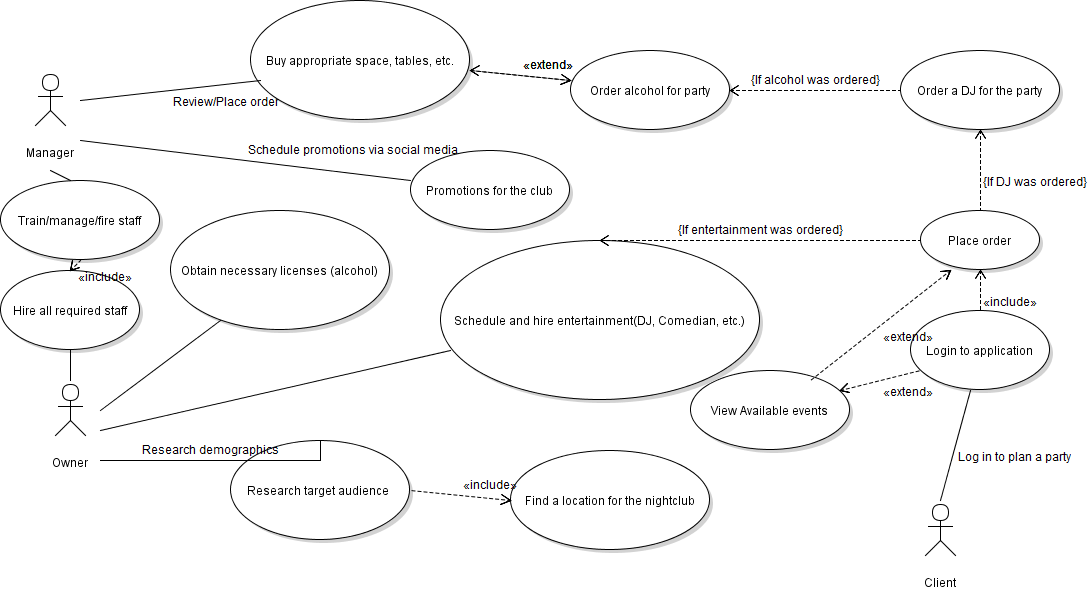 Buy appropriate space, tables, etc.
«extend»
Order alcohol for party
{If alcohol was ordered}
Order a DJ for the party
Review/Place order
Manager
Schedule promotions via social media
Promotions for the club
{If DJ was ordered}
Train/manage/fire staff
{If entertainment was ordered}
Place order
«include»
Obtain necessary licenses (alcohol)
Hire all required staff
«include»
Schedule and hire entertainment(DJ, Comedian, etc.)
«extend»
Login to application
«extend»
View Available events
Owner
Research demographics
Log in to plan a party
Research target audience
«include»
Find a location for the nightclub
Client